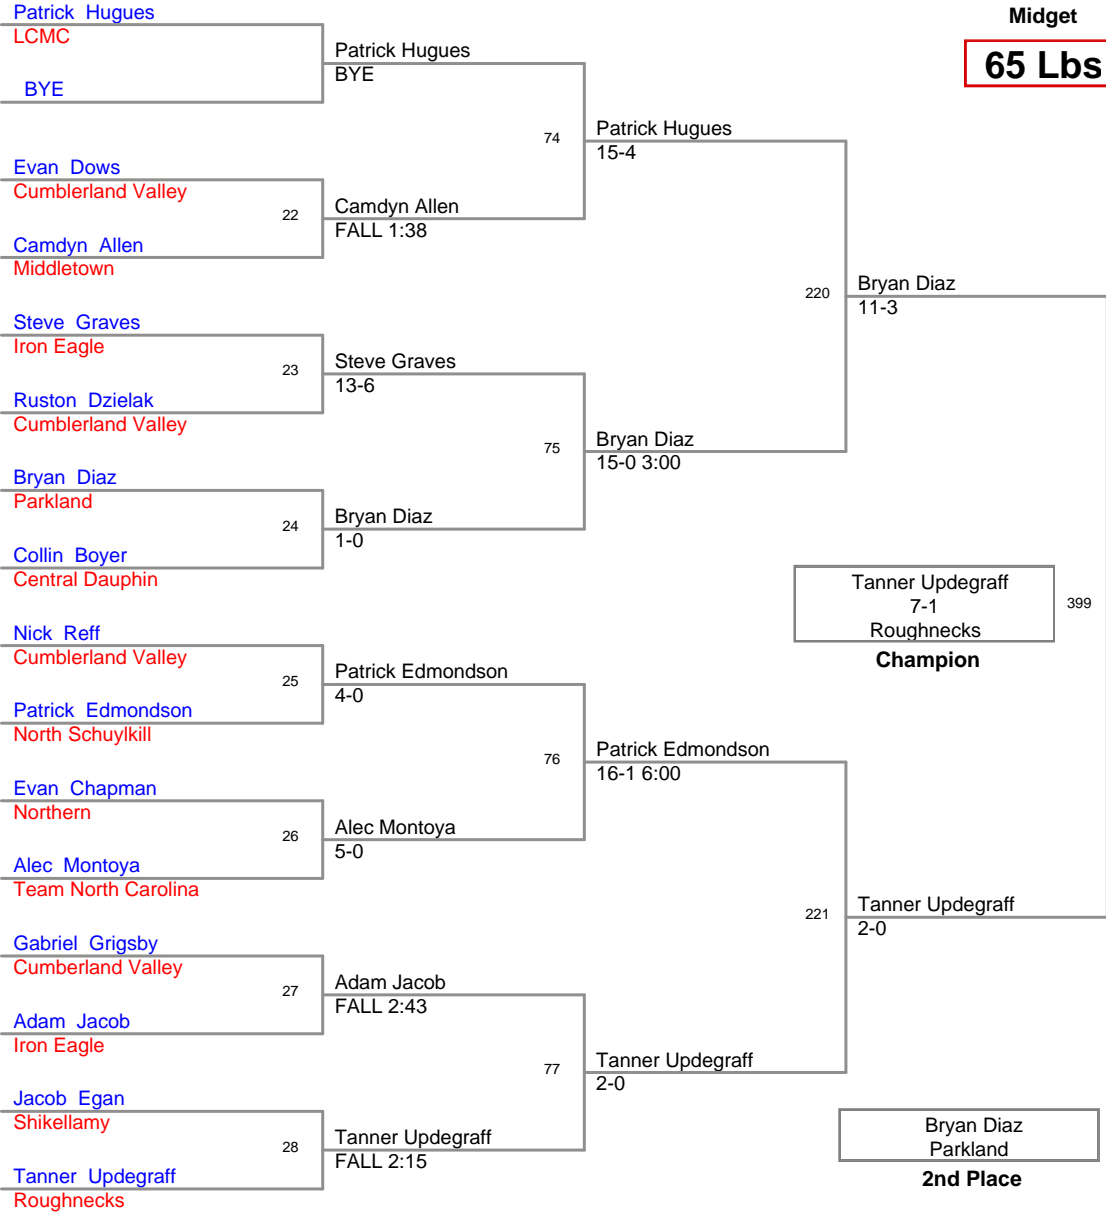 Midget
65 Lbs
Patrick Hugues
LCMC
BYE
Evan Dows
Cumblerland Valley
22
Camdyn Allen
Middletown
Steve Graves
Iron Eagle
23
Ruston Dzielak
Cumblerland Valley
Bryan Diaz
Parkland
24
Collin Boyer
Central Dauphin
Nick Reff
Cumblerland Valley
25
Patrick Edmondson
North Schuylkill
Evan Chapman
Northern
26
Alec Montoya
Team North Carolina
Gabriel Grigsby
Cumberland Valley
27
Adam Jacob
Iron Eagle
Jacob Egan
Shikellamy
28
Tanner Updegraff
Roughnecks
Patrick Hugues
BYE
74
Camdyn Allen
FALL 1:38
Steve Graves
13-6
75
Bryan Diaz
1-0
Patrick Edmondson
4-0
76
Alec Montoya
5-0
Adam Jacob
FALL 2:43
77
Tanner Updegraff
FALL 2:15
Patrick Hugues
15-4
220
Bryan Diaz
15-0 3:00
Patrick Edmondson
16-1 6:00
221
Tanner Updegraff
2-0
Bryan Diaz
11-3
Tanner Updegraff
7-1
Roughnecks
399
Champion
Tanner Updegraff
2-0
Bryan Diaz
Parkland
2nd Place